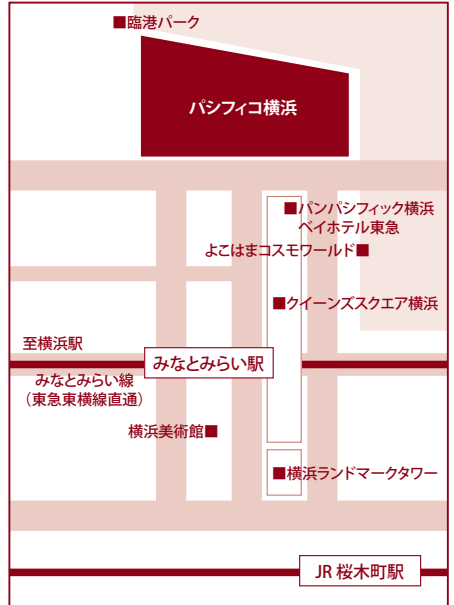 ■臨港パーク
パシフィコ横浜
■パンパシフィック横浜
ベイホテル東急
よこはまコスモワールド■
■クイーンズスクエア横浜
至横浜駅
みなとみらい駅
みなとみらい線
（東急東横線直通）
横浜美術館■
■横浜ランドマークタワー
JR 桜木町駅